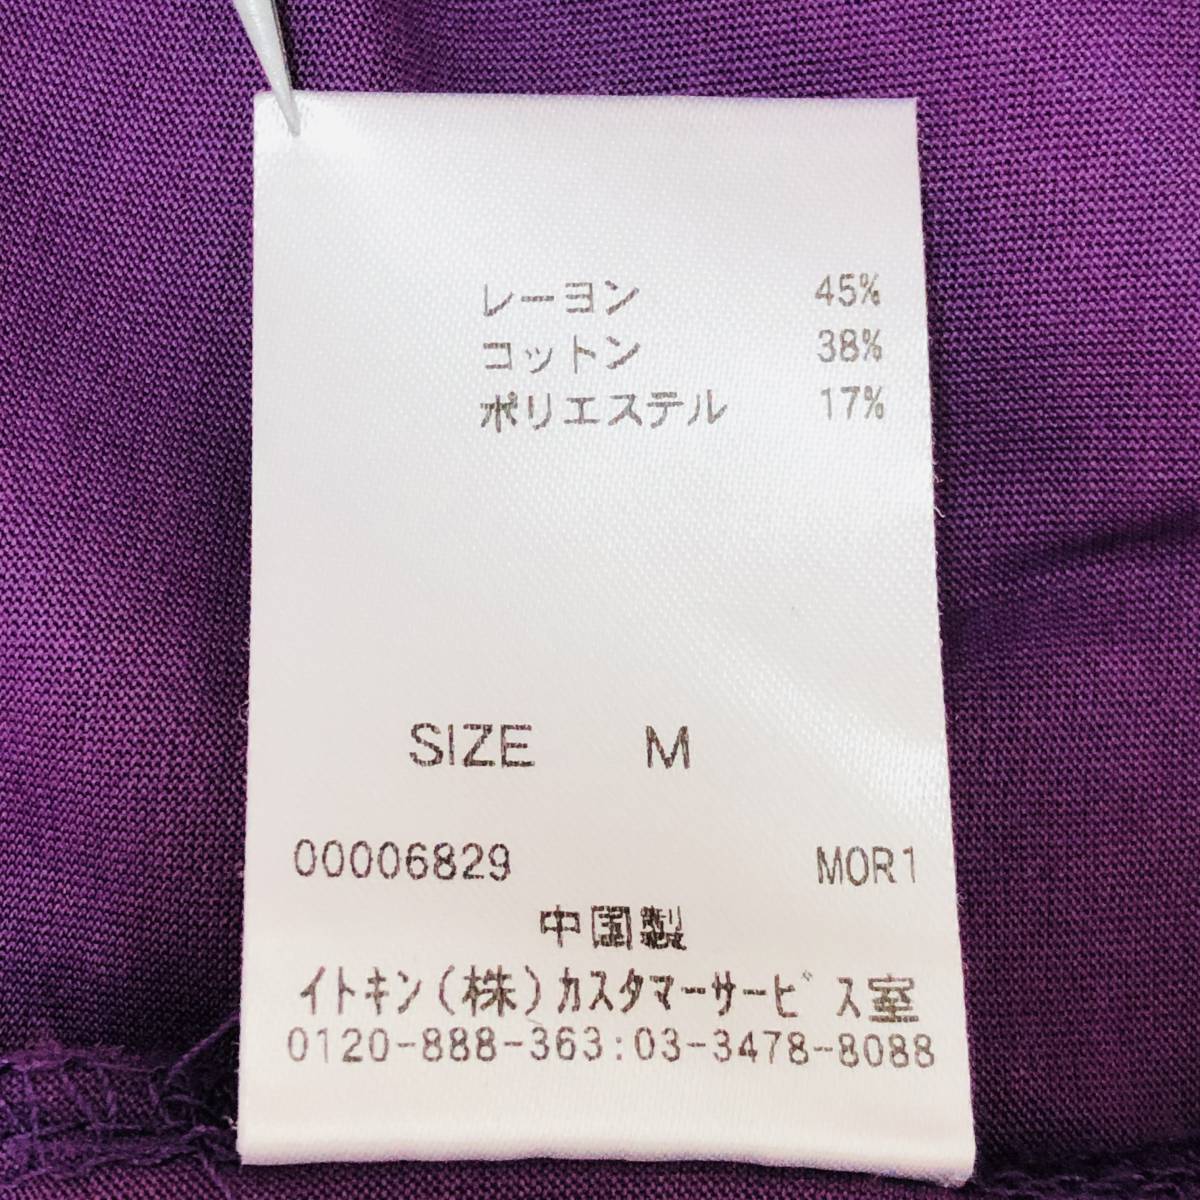 レーヨン 45%
コットン 38%
ポリエステル 17%
SIZE M
00006829 MOR1
中国製
イトキン(株)カスタマーサービス室
0120-888-363:03-3478-8088